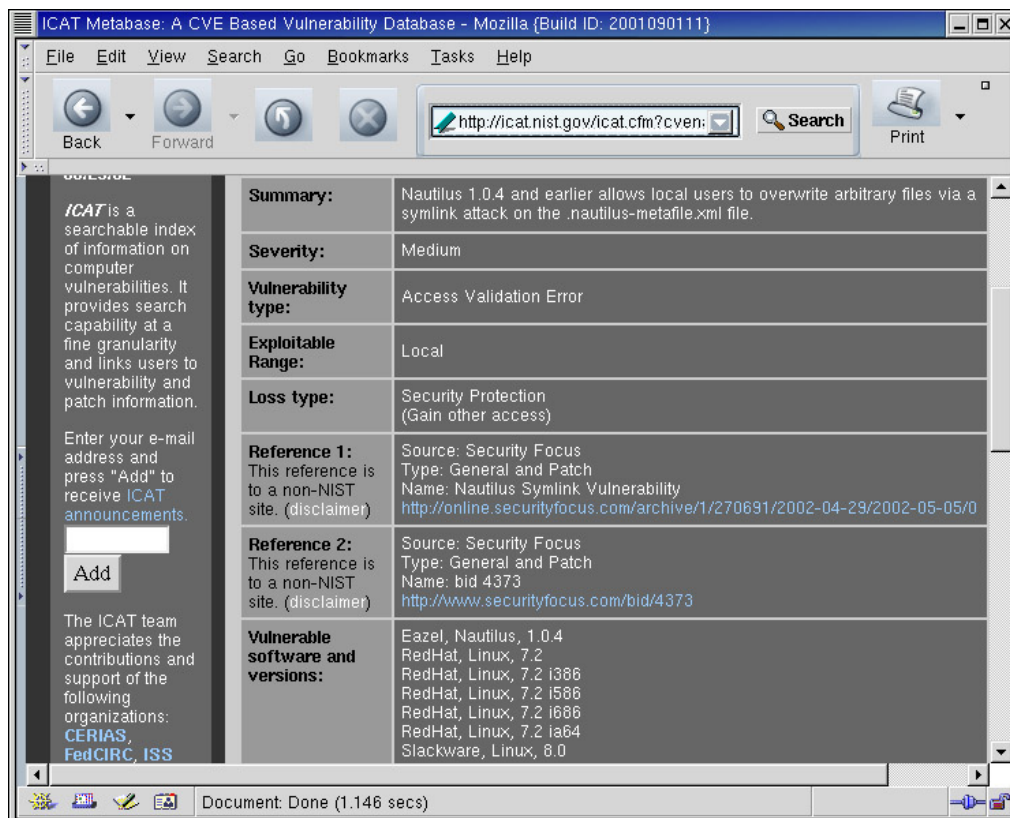 ICAT Metabase: A CVE Based Vulnerability Database - Mozilla {Build ID: 2001090111}
File Edit View Search Go Bookmarks Tasks Help
Back
Forward
http://icat.nist.gov/icat.cfm?cven
Search
Print
ICAT is a
searchable index
of information on
computer
vulnerabilities. It
provides search
capability at a
fine granularity
and links users to
vulnerability and
patch information.
Enter your e-mail
address and
press "Add" to
receive ICAT
announcements.
Add
The ICAT team
appreciates the
contributions and
support of the
following
organizations:
CERIAS,
FedCIRC, ISS
Summary:
Nautilus 1.0.4 and earlier allows local users to overwrite arbitrary files via a
symlink attack on the .nautilus-metafile.xml file.
Severity:
Medium
Vulnerability
type:
Access Validation Error
Exploitable
Range:
Local
Loss type:
Security Protection
(Gain other access)
Reference 1:
This reference is
to a non-NIST
site. (disclaimer)
Source: Security Focus
Type: General and Patch
Name: Nautilus Symlink Vulnerability
http://online.securityfocus.com/archive/1/270691/2002-04-29/2002-05-05/0
Reference 2:
This reference is
to a non-NIST
site. (disclaimer)
Source: Security Focus
Type: General and Patch
Name: bid 4373
http://www.securityfocus.com/bid/4373
Vulnerable
software and
versions:
Eazel, Nautilus, 1.0.4
RedHat, Linux, 7.2
RedHat, Linux, 7.2 i386
RedHat, Linux, 7.2 i586
RedHat, Linux, 7.2 i686
RedHat, Linux, 7.2 ia64
Slackware, Linux, 8.0
Document: Done (1.146 secs)